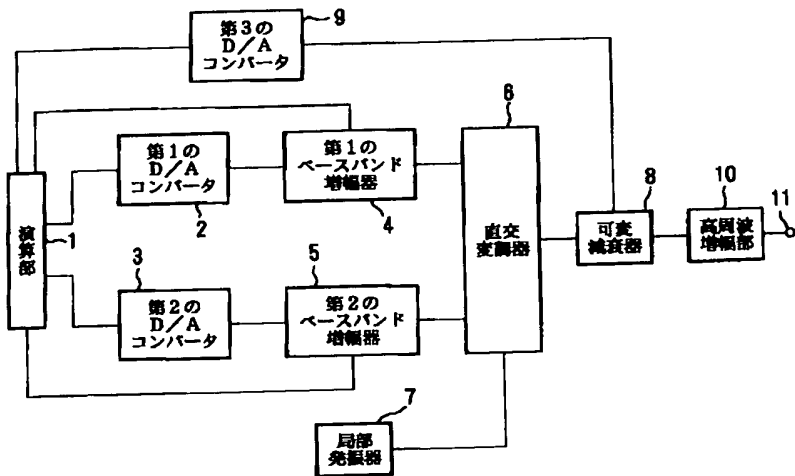 9
第3の
D/A
コンバータ
6
第1の
D/A
コンバータ
2
第1の
ベースバンド
増幅器
4
演算部
1
直交
変調器
8
可変
減衰器
10
高周波
増幅部
11
3
第2の
D/A
コンバータ
5
第2の
ベースバンド
増幅器
7
局部
発振器